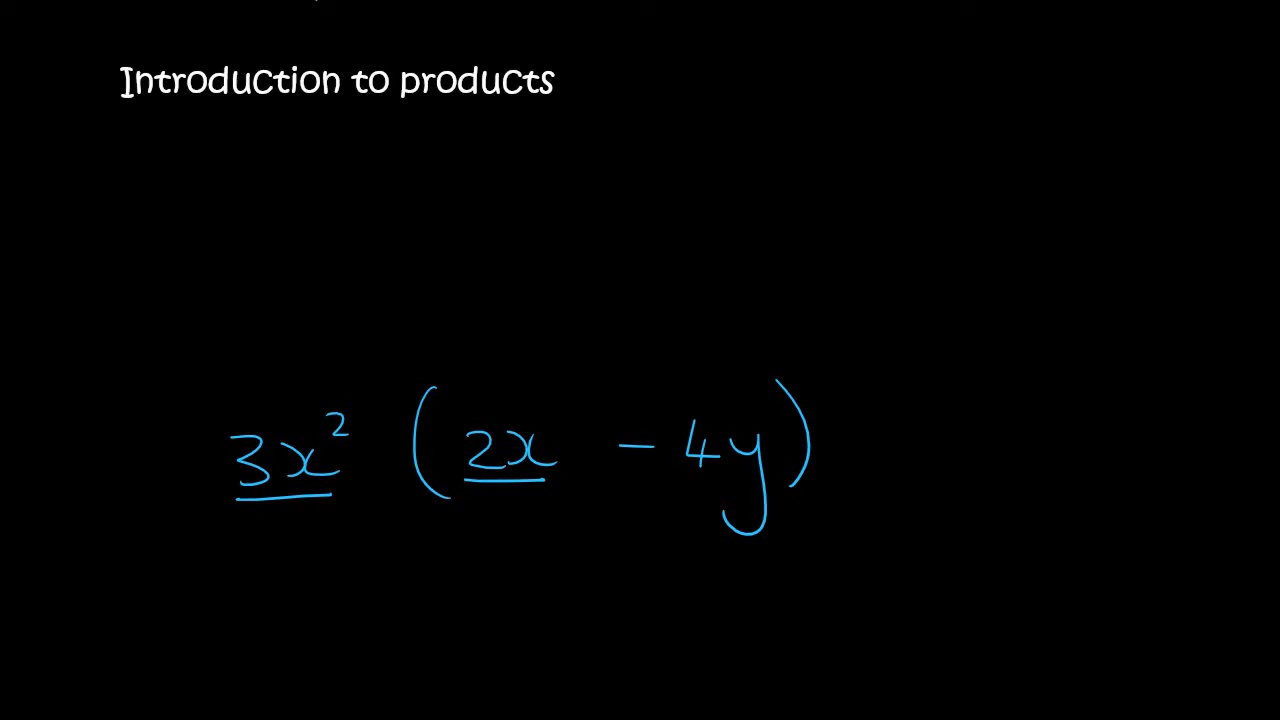 Introduction to products
3x² (2x - 4y)